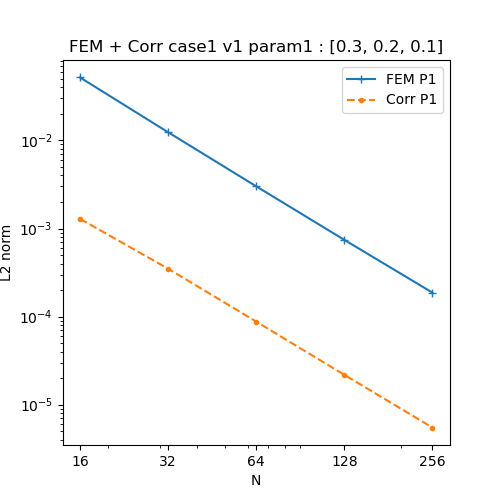 FEM + Corr case1 v1 param1 : [0.3, 0.2, 0.1]
FEM P1
Corr P1
10⁻²
10⁻³
10⁻⁴
10⁻⁵
L2 norm
16 32 64 128 256
N